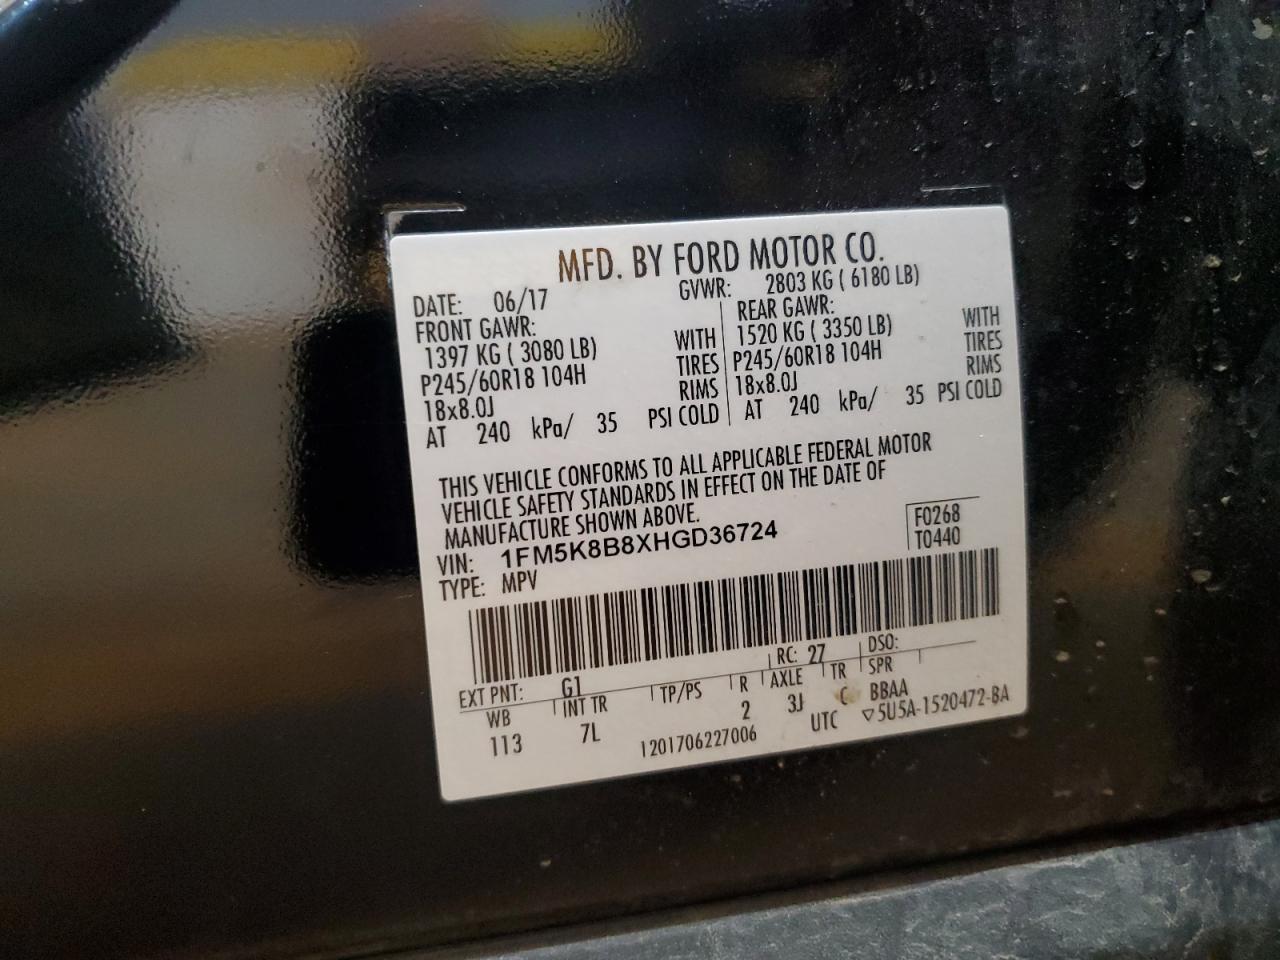 MFD. BY FORD MOTOR CO.
DATE: 06/17 GVWR: 2803 KG ( 6180 LB)
FRONT GAWR: REAR GAWR:
1397 KG ( 3080 LB) WITH 1520 KG ( 3350 LB) WITH
P245/60R18 104H TIRES P245/60R18 104H TIRES
18x8.0J RIMS 18x8.0J RIMS
AT 240 kPa/ 35 PSI COLD AT 240 kPa/ 35 PSI COLD
THIS VEHICLE CONFORMS TO ALL APPLICABLE FEDERAL MOTOR
VEHICLE SAFETY STANDARDS IN EFFECT ON THE DATE OF
MANUFACTURE SHOWN ABOVE.
VIN: 1FM5K8B8XHGD36724 F0268
TYPE: MPV T0440
EXT PNT: G1 RC: 27 DSO:
WB INT TR TP/PS R AXLE TR SPR
113 7L 2 3J C BBAA
1201706227006 UTC ▽5U5A-1520472-BA